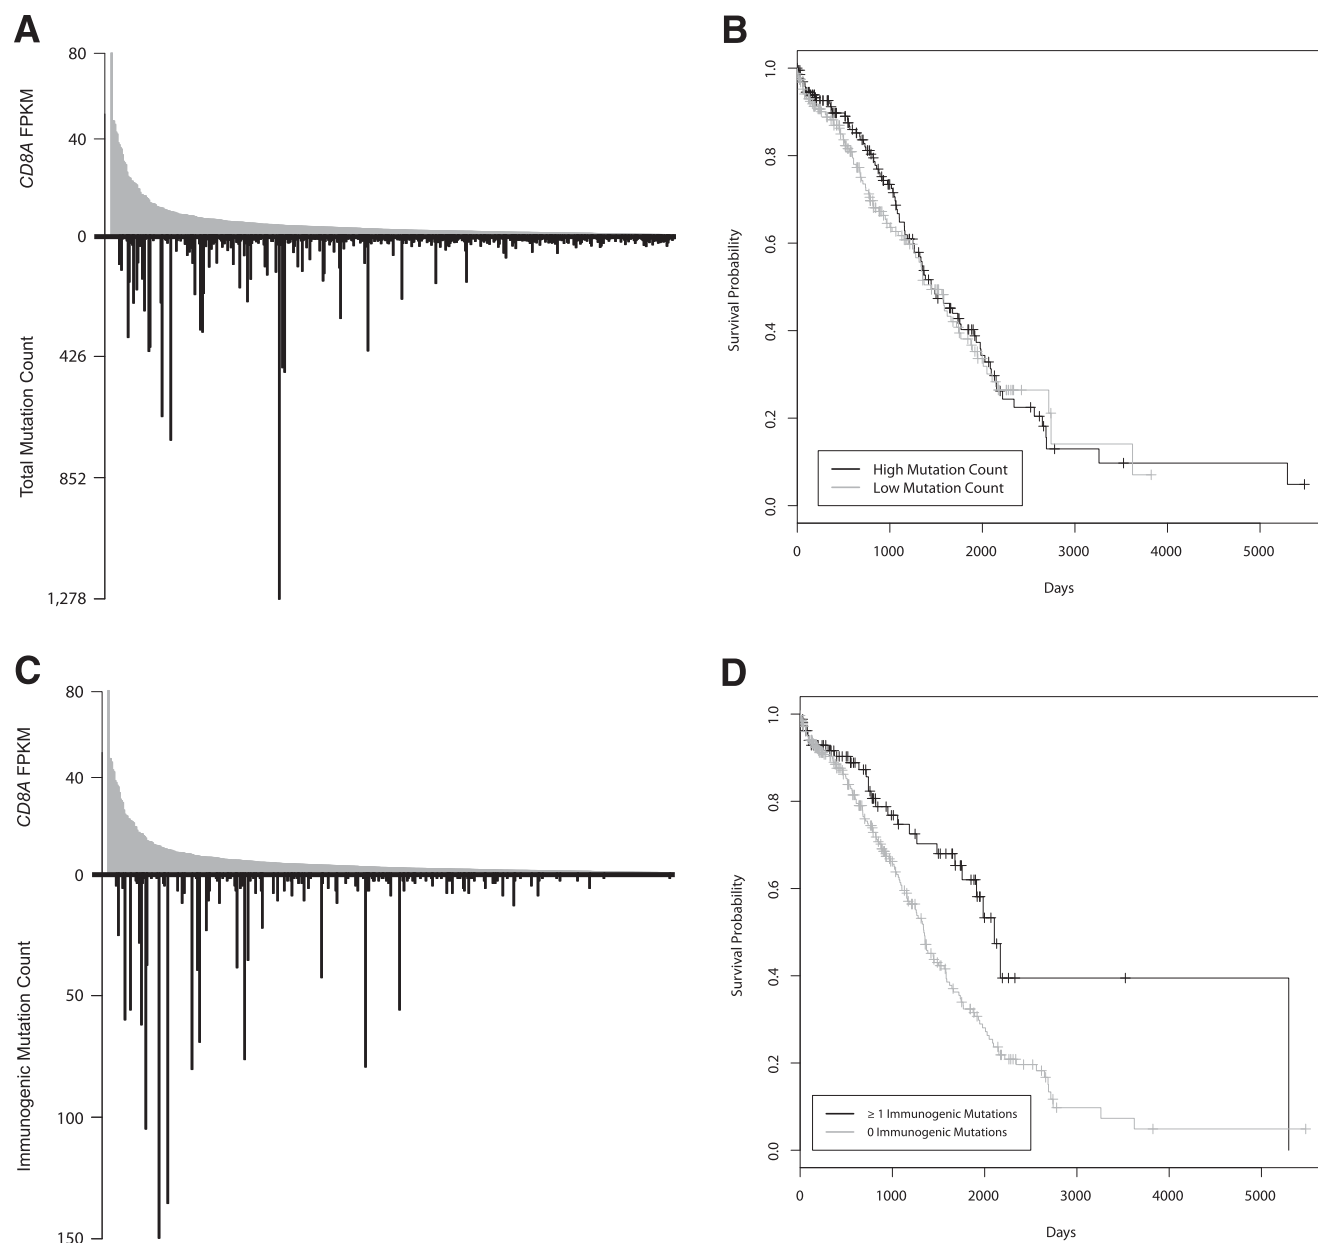 A
80
40
0
CD8A FPKM
426
852
1,278
Total Mutation Count
B
1.0
0.8
0.6
0.4
0.2
0.0
Survival Probability
High Mutation Count
Low Mutation Count
0 1000 2000 3000 4000 5000
Days
C
80
40
0
CD8A FPKM
50
100
150
Immunogenic Mutation Count
D
1.0
0.8
0.6
0.4
0.2
0.0
Survival Probability
≥ 1 Immunogenic Mutations
0 Immunogenic Mutations
0 1000 2000 3000 4000 5000
Days